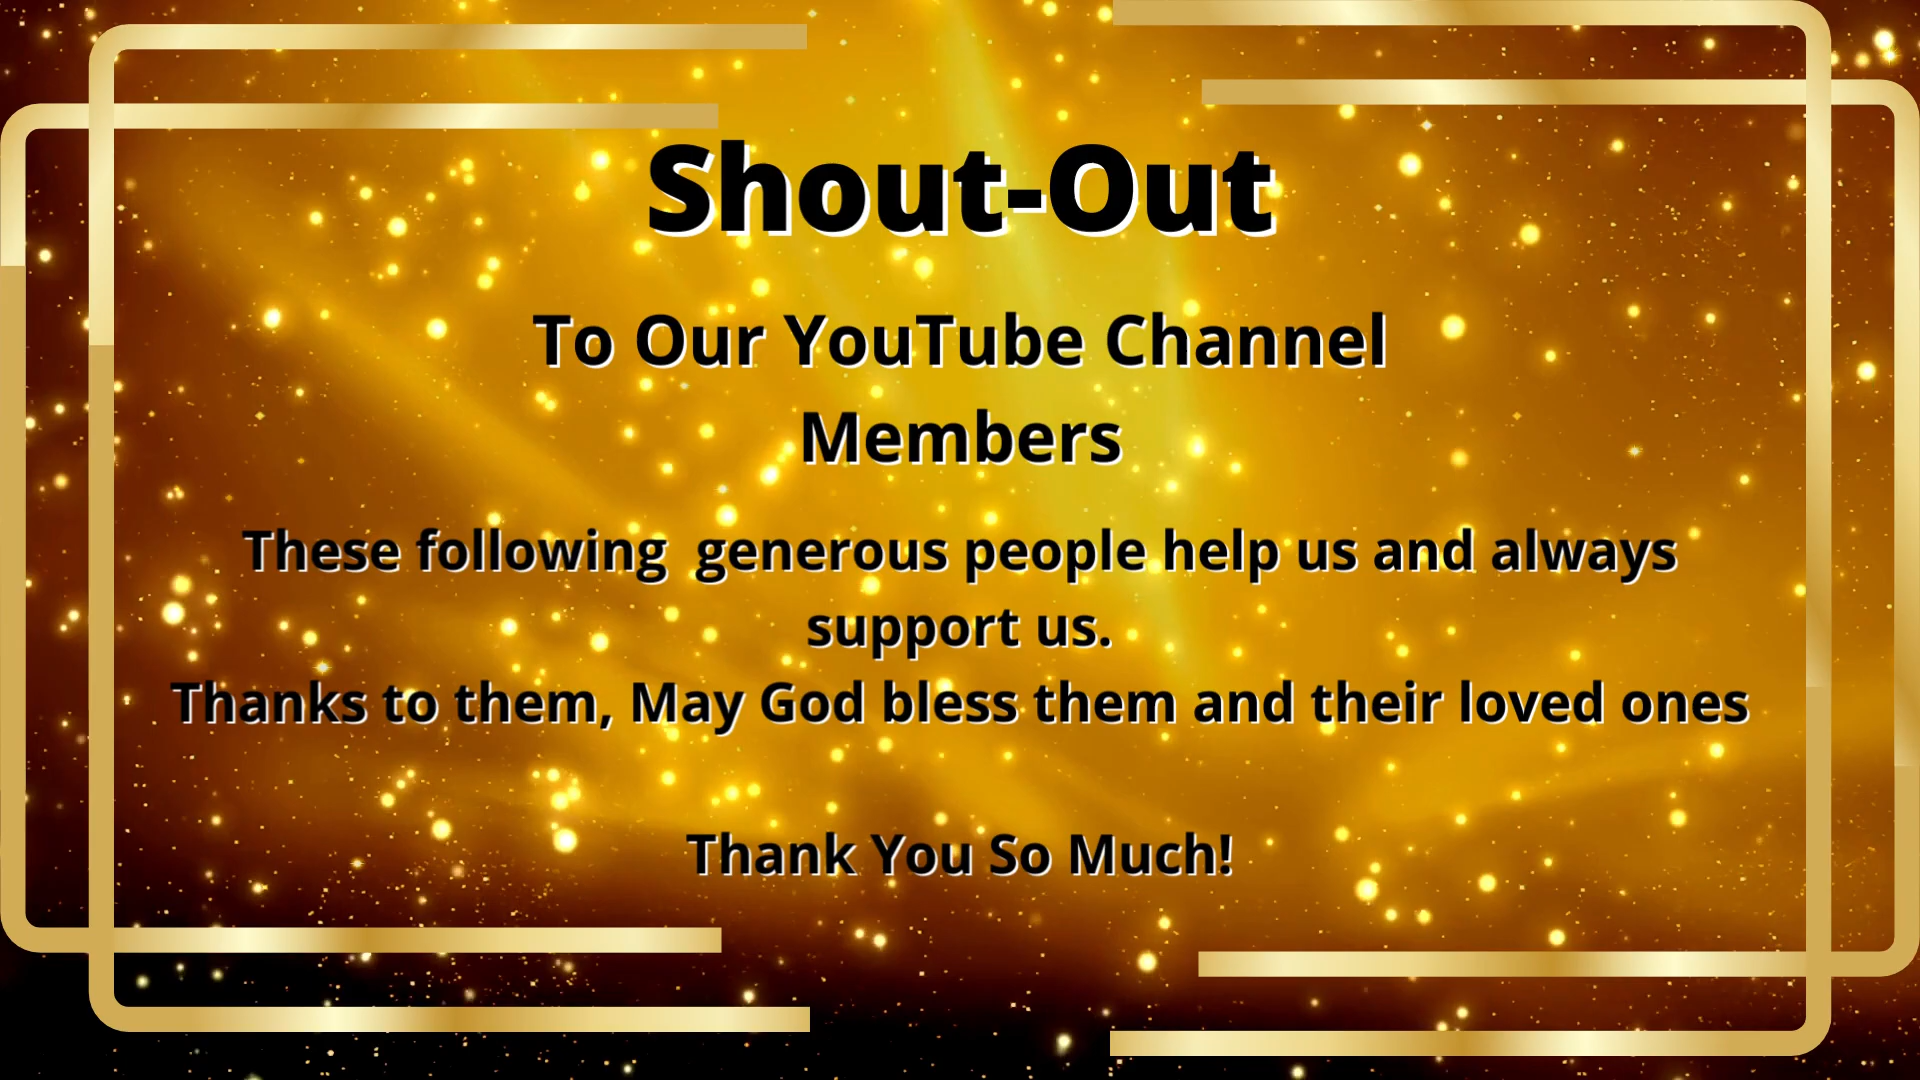 Shout-Out
To Our YouTube Channel
Members
These following  generous people help us and always
support us.
Thanks to them, May God bless them and their loved ones
Thank You So Much!